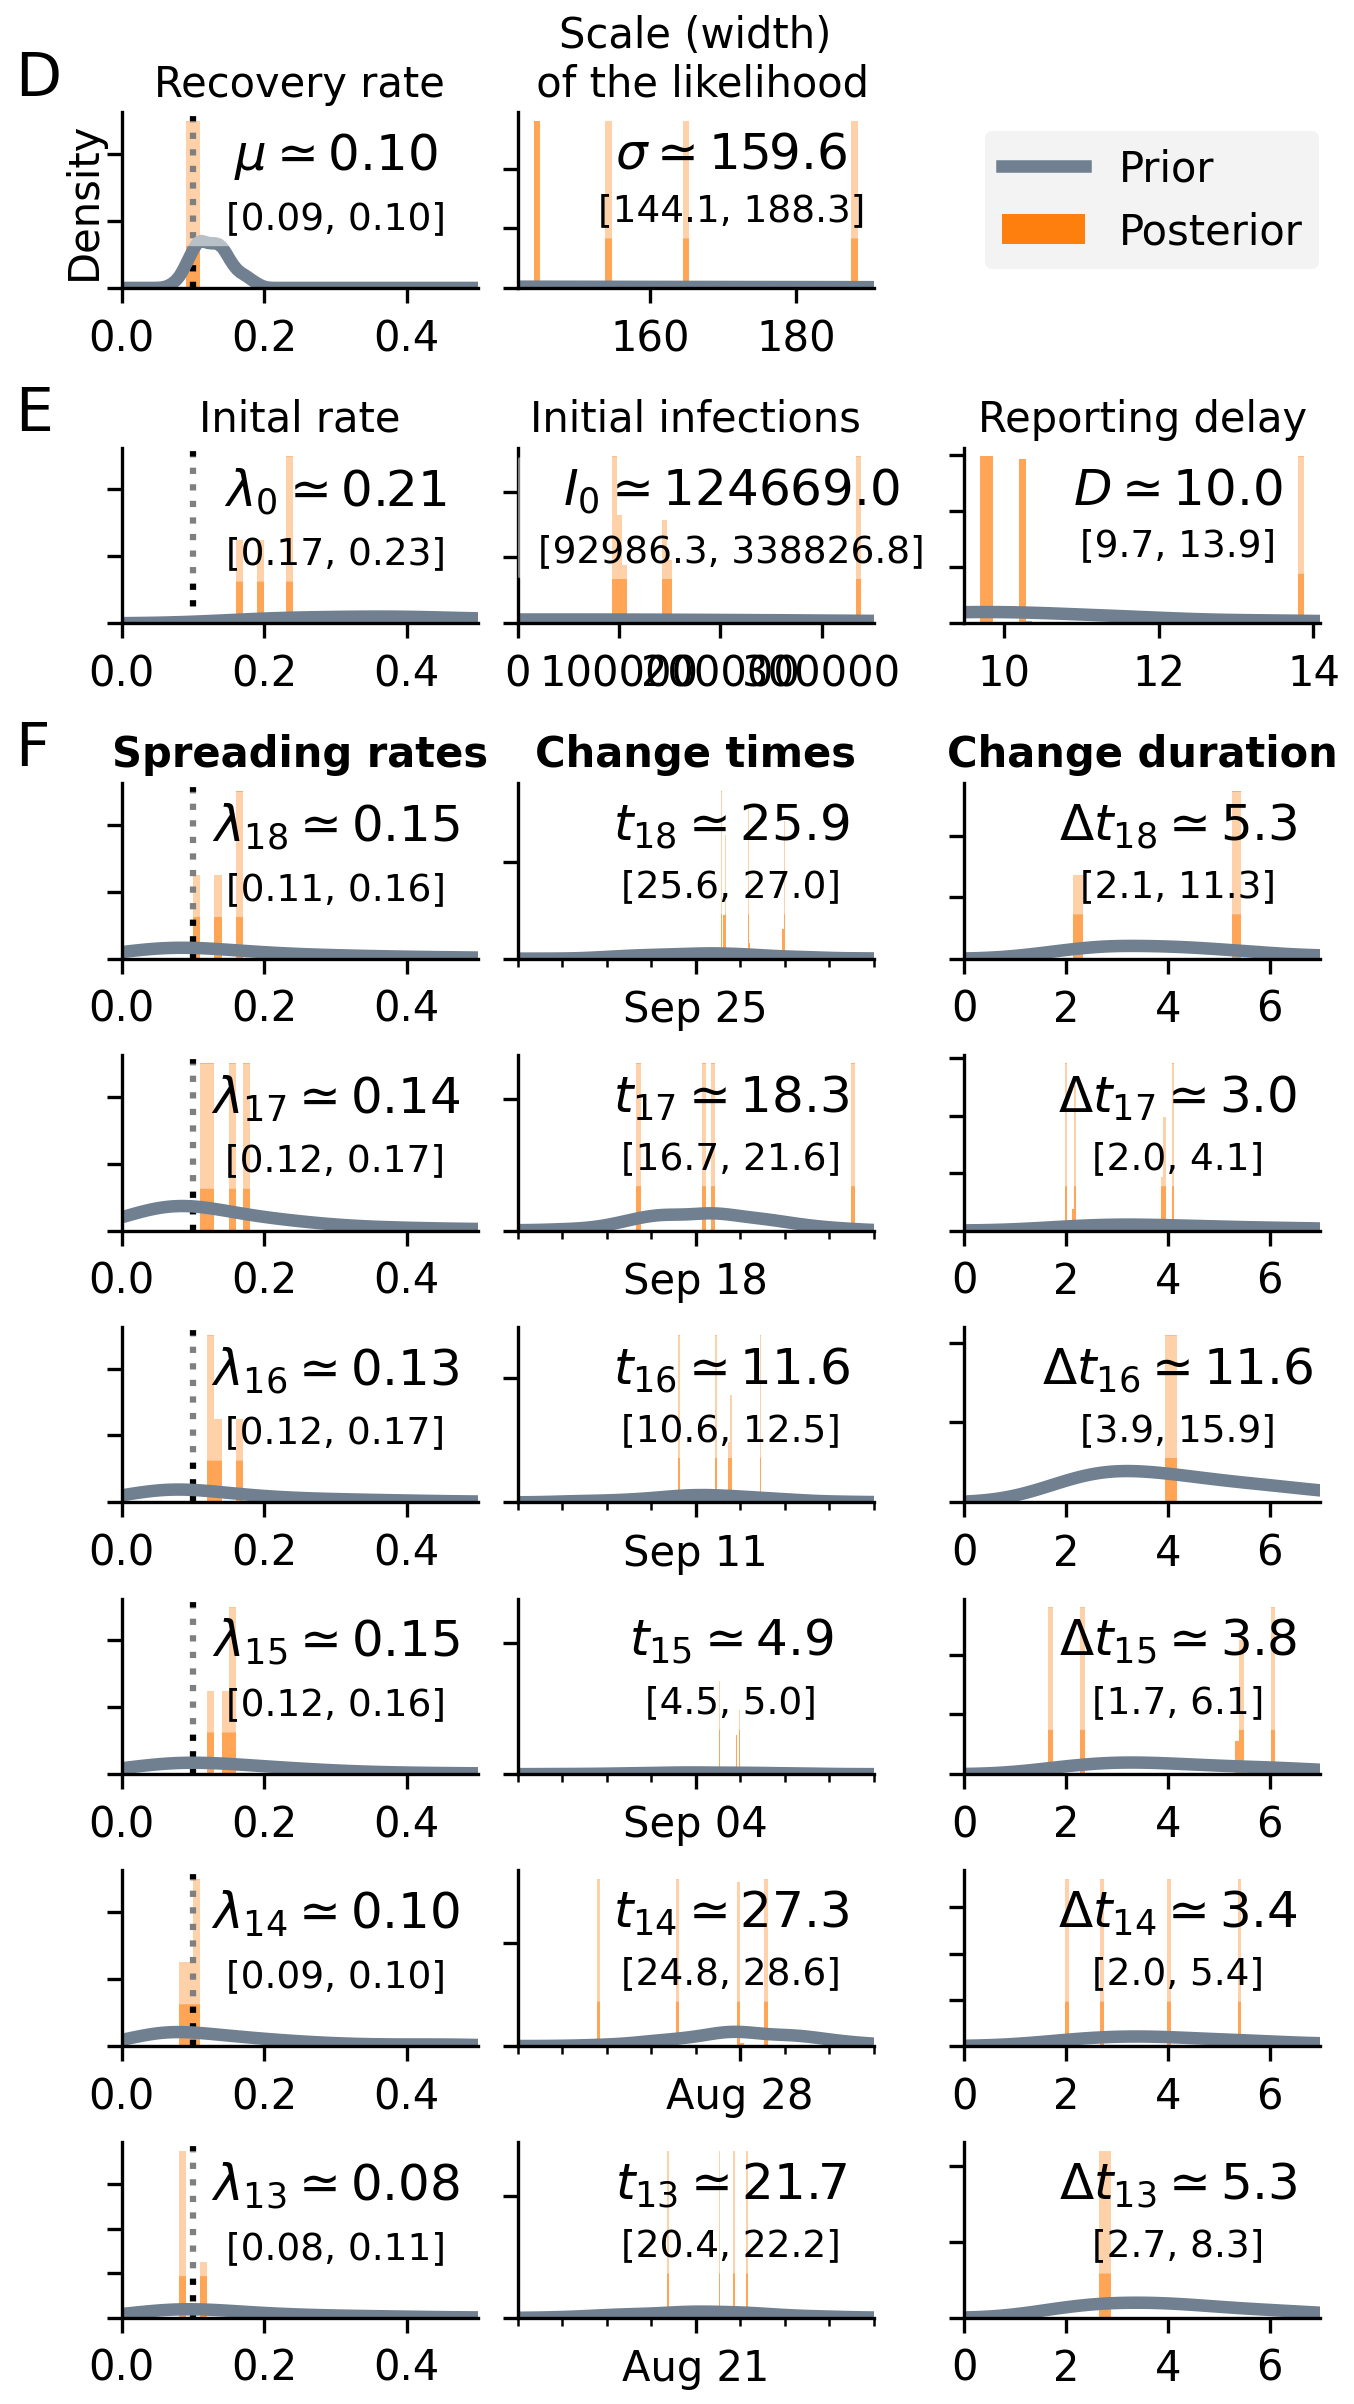 D
Recovery rate
Scale (width)
of the likelihood
Density
μ ≃ 0.10
[0.09, 0.10]
σ ≃ 159.6
[144.1, 188.3]
Prior
Posterior
0.0 0.2 0.4
160 180
E
Inital rate
Initial infections
Reporting delay
λ0 ≃ 0.21
[0.17, 0.23]
I0 ≃ 124669.0
[92986.3, 338826.8]
D ≃ 10.0
[9.7, 13.9]
0.0 0.2 0.4
0 100000 200000 300000
10 12 14
F
Spreading rates
Change times
Change duration
λ18 ≃ 0.15
[0.11, 0.16]
t18 ≃ 25.9
[25.6, 27.0]
Δt18 ≃ 5.3
[2.1, 11.3]
0.0 0.2 0.4
Sep 25
0 2 4 6
λ17 ≃ 0.14
[0.12, 0.17]
t17 ≃ 18.3
[16.7, 21.6]
Δt17 ≃ 3.0
[2.0, 4.1]
0.0 0.2 0.4
Sep 18
0 2 4 6
λ16 ≃ 0.13
[0.12, 0.17]
t16 ≃ 11.6
[10.6, 12.5]
Δt16 ≃ 11.6
[3.9, 15.9]
0.0 0.2 0.4
Sep 11
0 2 4 6
λ15 ≃ 0.15
[0.12, 0.16]
t15 ≃ 4.9
[4.5, 5.0]
Δt15 ≃ 3.8
[1.7, 6.1]
0.0 0.2 0.4
Sep 04
0 2 4 6
λ14 ≃ 0.10
[0.09, 0.10]
t14 ≃ 27.3
[24.8, 28.6]
Δt14 ≃ 3.4
[2.0, 5.4]
0.0 0.2 0.4
Aug 28
0 2 4 6
λ13 ≃ 0.08
[0.08, 0.11]
t13 ≃ 21.7
[20.4, 22.2]
Δt13 ≃ 5.3
[2.7, 8.3]
0.0 0.2 0.4
Aug 21
0 2 4 6